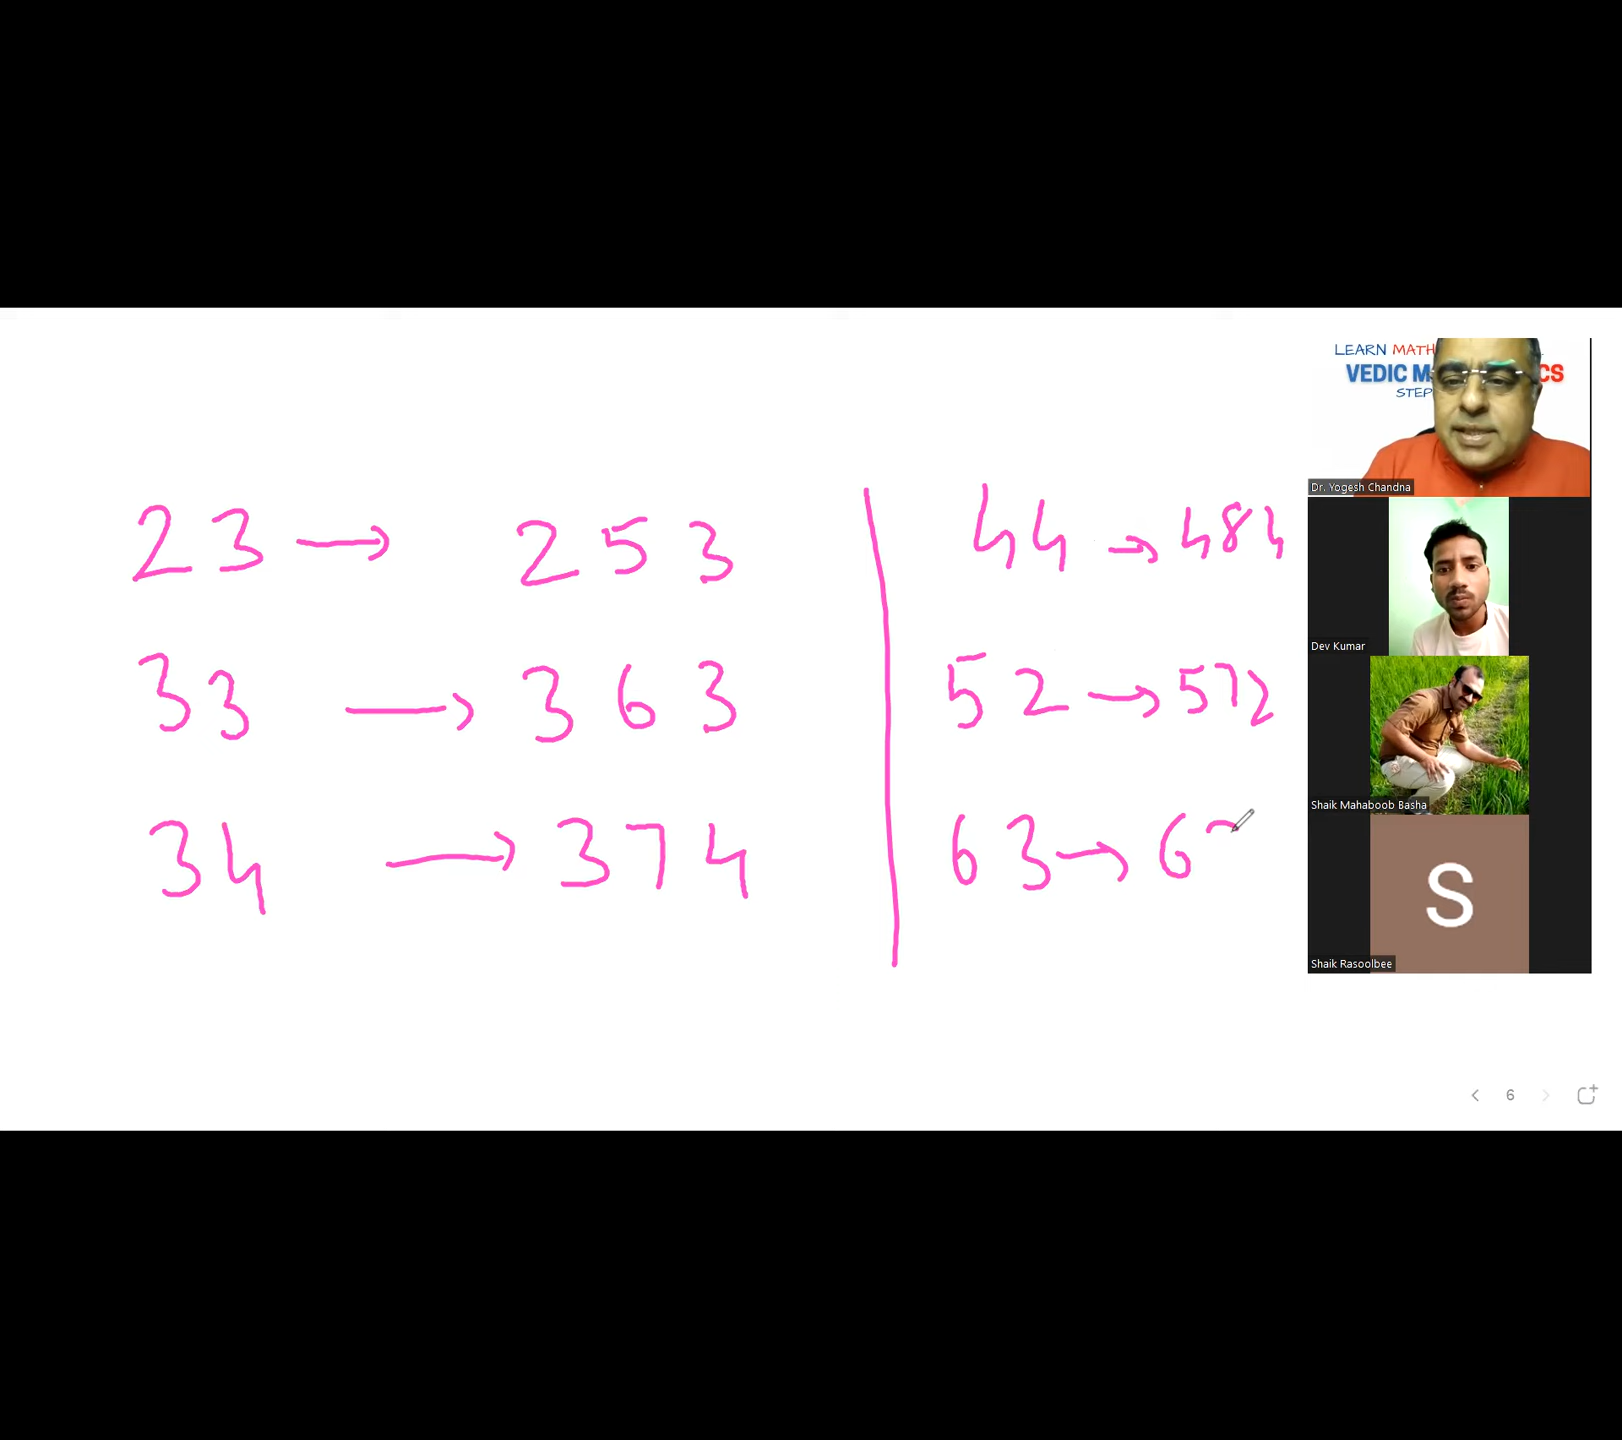 23 → 253
33 → 363
34 → 374
44 → 484
52 → 572
63 → 6
LEARN MATH
VEDIC M CS
STEP
Dr. Yogesh Chandna
Dev Kumar
Shaik Mahaboob Basha
S
Shaik Rasoolbee
6